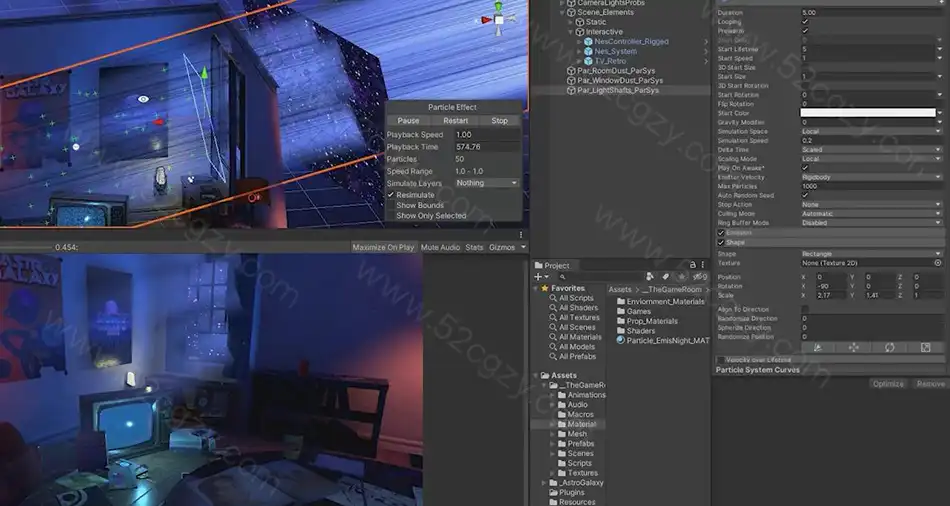 Particle Effect
Pause Restart Stop
Playback Speed 1.00
Playback Time 574.76
Particles 50
Speed Range 1.0 - 1.0
Simulate Layers Nothing
Resimulate
Show Bounds
Show Only Selected
0.454:
Maximize On Play Mute Audio Stats Gizmos
CameraLightsProbs
Scene_Elements
Static
Interactive
NesController_Rigged
Nes_System
TV_Retro
Par_RoomDust_ParSys
Par_WindowDust_ParSys
Par_LightShafts_ParSys
Project
Favorites
All Scripts
All Shaders
All Textures
All Scenes
All Materials
All Models
All Prefabs
Assets
__TheGameR
Animations
Audio
Macros
Material
Mesh
Prefabs
Scenes
Scripts
Textures
_AstroGalaxy
Plugins
Resources
Assets > __TheGameRoom
Enviornment_Materials
Games
Prop_Materials
Shaders
Particle_EmisNight_MAT
Duration 5.00
Looping
Prewarm
Start Lifetime 5
Start Speed 1
3D Start Size
Start Size 1
3D Start Rotation
Start Rotation 0
Flip Rotation 0
Start Color
Gravity Modifier 0
Simulation Space Local
Simulation Speed 0.2
Delta Time Scaled
Scaling Mode Local
Play On Awake*
Emitter Velocity Rigidbody
Max Particles 1000
Auto Random Seed
Stop Action None
Culling Mode Automatic
Ring Buffer Mode Disabled
Emission
Shape
Shape Rectangle
Texture None (Texture 2D)
Position X 0 Y 0 Z 0
Rotation X -90 Y 0 Z 0
Scale X 2.17 Y 1.41 Z 1
Align To Direction
Randomize Direction 0
Spherize Direction 0
Randomize Position 0
Velocity over Lifetime
Particle System Curves
Optimize Remove
www.52cgzy.com